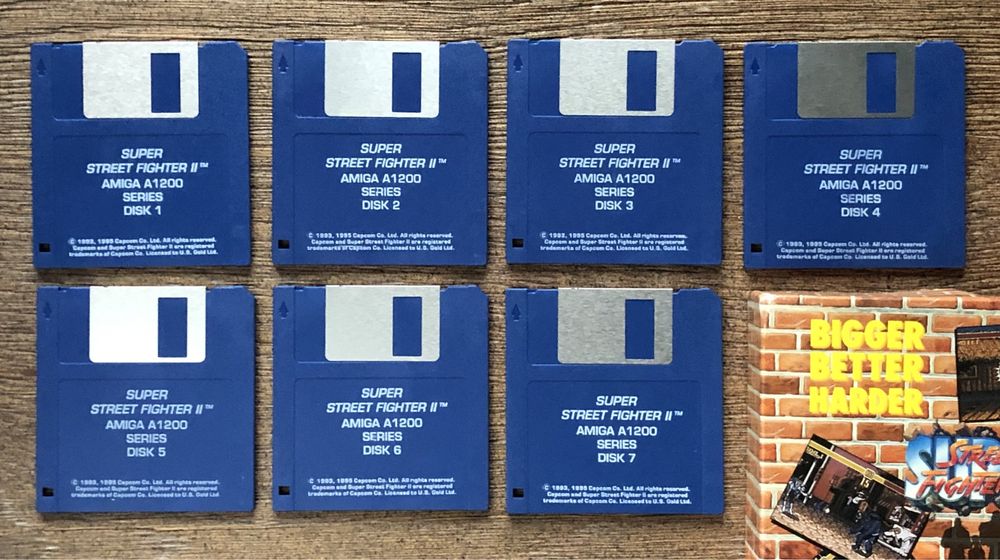 SUPER
STREET FIGHTER II™
AMIGA A1200
SERIES
DISK 1
© 1993, 1995 Capcom Co. Ltd. All rights reserved.
Capcom and Super Street Fighter II are registered
trademarks of Capcom Co. Licensed to U.S. Gold Ltd.
SUPER
STREET FIGHTER II™
AMIGA A1200
SERIES
DISK 2
© 1993, 1995 Capcom Co. Ltd. All rights reserved.
Capcom and Super Street Fighter II are registered
trademarks of Capcom Co. Licensed to U.S. Gold Ltd.
SUPER
STREET FIGHTER II™
AMIGA A1200
SERIES
DISK 3
© 1993, 1995 Capcom Co. Ltd. All rights reserved.
Capcom and Super Street Fighter II are registered
trademarks of Capcom Co. Licensed to U.S. Gold Ltd.
SUPER
STREET FIGHTER II™
AMIGA A1200
SERIES
DISK 4
© 1993, 1995 Capcom Co. Ltd. All rights reserved.
Capcom and Super Street Fighter II are registered
trademarks of Capcom Co. Licensed to U.S. Gold Ltd.
SUPER
STREET FIGHTER II™
AMIGA A1200
SERIES
DISK 5
© 1993, 1995 Capcom Co. Ltd. All rights reserved.
Capcom and Super Street Fighter II are registered
trademarks of Capcom Co. Licensed to U.S. Gold Ltd.
SUPER
STREET FIGHTER II™
AMIGA A1200
SERIES
DISK 6
© 1993, 1995 Capcom Co. Ltd. All rights reserved.
Capcom and Super Street Fighter II are registered
trademarks of Capcom Co. Licensed to U.S. Gold Ltd.
SUPER
STREET FIGHTER II™
AMIGA A1200
SERIES
DISK 7
© 1993, 1995 Capcom Co. Ltd. All rights reserved.
Capcom and Super Street Fighter II are registered
trademarks of Capcom Co. Licensed to U.S. Gold Ltd.
BIGGER
BETTER
HARDER